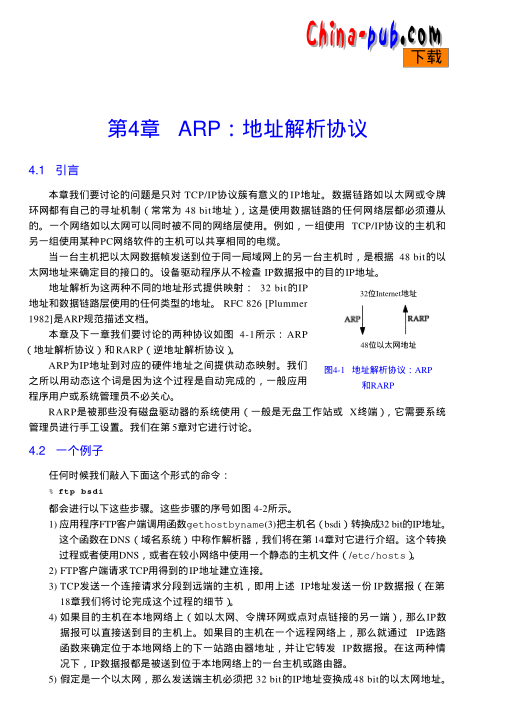 China-pub.com
下载
第4章 ARP：地址解析协议
4.1 引言
本章我们要讨论的问题是只对 TCP/IP协议簇有意义的IP地址。数据链路如以太网或令牌
环网都有自己的寻址机制（常常为 48 bit地址），这是使用数据链路的任何网络层都必须遵从
的。一个网络如以太网可以同时被不同的网络层使用。例如，一组使用 TCP/IP协议的主机和
另一组使用某种PC网络软件的主机可以共享相同的电缆。
当一台主机把以太网数据帧发送到位于同一局域网上的另一台主机时，是根据 48 bit的以
太网地址来确定目的接口的。设备驱动程序从不检查 IP数据报中的目的IP地址。
地址解析为这两种不同的地址形式提供映射： 32 bit的IP
地址和数据链路层使用的任何类型的地址。 RFC 826 [Plummer
1982]是ARP规范描述文档。
本章及下一章我们要讨论的两种协议如图 4-1所示：ARP
（地址解析协议）和RARP（逆地址解析协议）。
ARP为IP地址到对应的硬件地址之间提供动态映射。我们
之所以用动态这个词是因为这个过程是自动完成的，一般应用
程序用户或系统管理员不必关心。
32位Internet地址
ARP
RARP
48位以太网地址
图4-1 地址解析协议：ARP
和RARP
RARP是被那些没有磁盘驱动器的系统使用（一般是无盘工作站或 X终端），它需要系统
管理员进行手工设置。我们在第5章对它进行讨论。
4.2 一个例子
任何时候我们敲入下面这个形式的命令：
% ftp bsdi
都会进行以下这些步骤。这些步骤的序号如图 4-2所示。
1) 应用程序FTP客户端调用函数gethostbyname(3)把主机名（bsdi）转换成32 bit的IP地址。
这个函数在DNS（域名系统）中称作解析器，我们将在第 14章对它进行介绍。这个转换
过程或者使用DNS，或者在较小网络中使用一个静态的主机文件（/etc/hosts）。
2) FTP客户端请求TCP用得到的IP地址建立连接。
3) TCP发送一个连接请求分段到远端的主机，即用上述 IP地址发送一份IP数据报（在第
18章我们将讨论完成这个过程的细节）。
4) 如果目的主机在本地网络上（如以太网、令牌环网或点对点链接的另一端），那么IP数
据报可以直接送到目的主机上。如果目的主机在一个远程网络上，那么就通过 IP选路
函数来确定位于本地网络上的下一站路由器地址，并让它转发 IP数据报。在这两种情
况下，IP数据报都是被送到位于本地网络上的一台主机或路由器。
5) 假定是一个以太网，那么发送端主机必须把 32 bit的IP地址变换成48 bit的以太网地址。